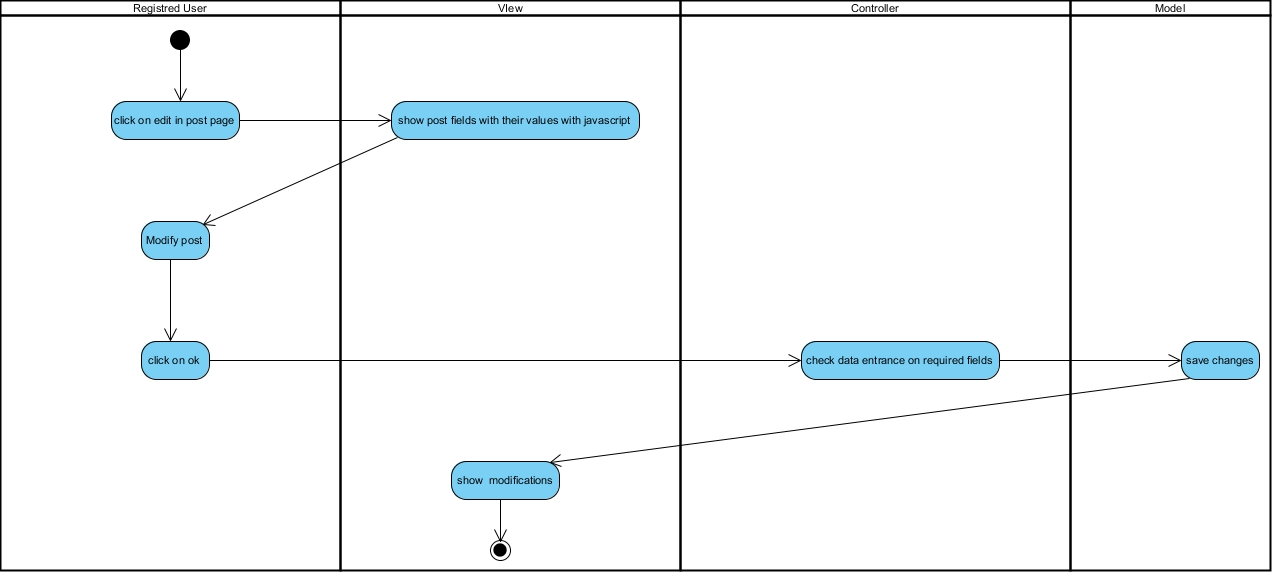 Registred User
VIew
Controller
Model
click on edit in post page
show post fields with their values with javascript
Modify post
click on ok
check data entrance on required fields
save changes
show  modifications